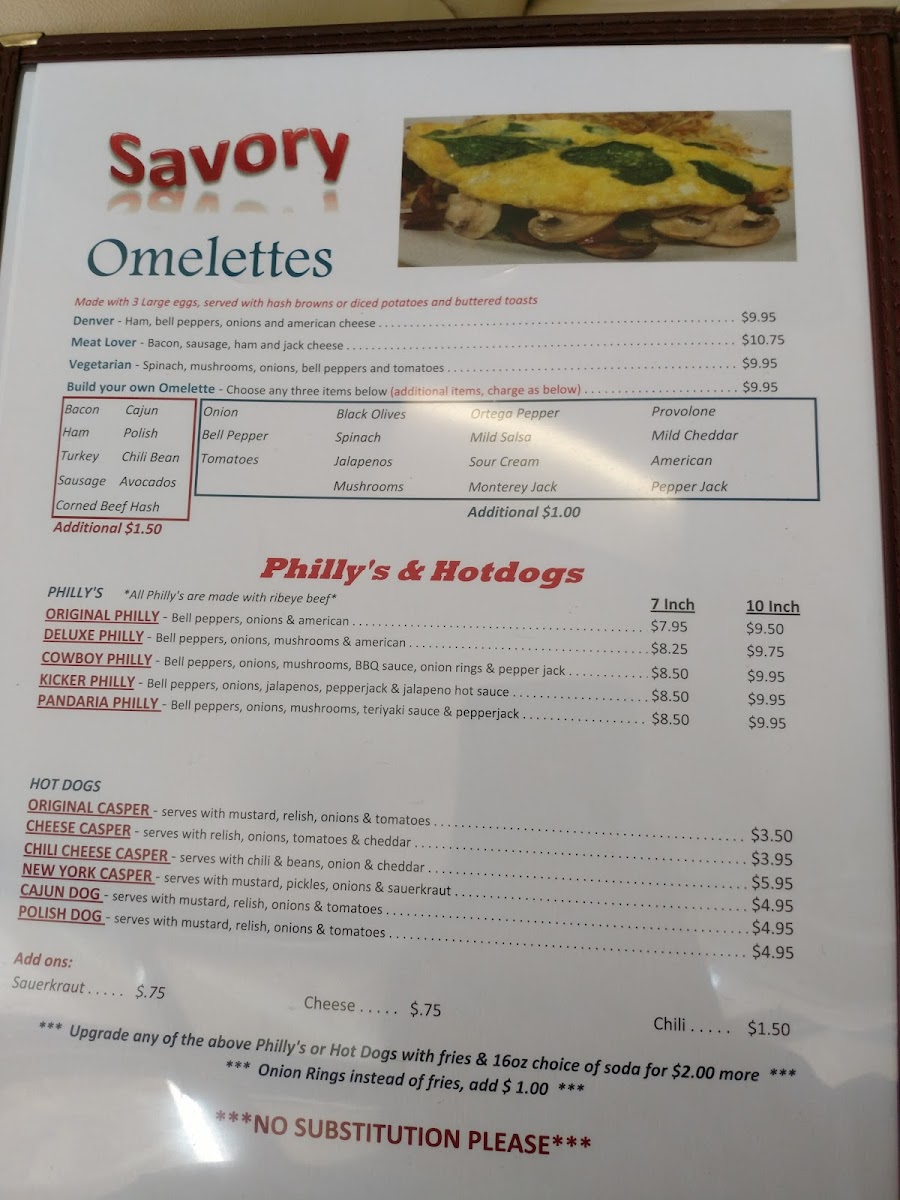 Savory
Omelettes
Made with 3 Large eggs, served with hash browns or diced potatoes and buttered toasts
Denver - Ham, bell peppers, onions and american cheese ........ $9.95
Meat Lover - Bacon, sausage, ham and jack cheese ........ $10.75
Vegetarian - Spinach, mushrooms, onions, bell peppers and tomatoes ........ $9.95
Build your own Omelette - Choose any three items below (additional items, charge as below) ........ $9.95
Bacon Cajun
Ham Polish
Turkey Chili Bean
Sausage Avocados
Corned Beef Hash
Additional $1.50
Onion Black Olives Ortega Pepper Provolone
Bell Pepper Spinach Mild Salsa Mild Cheddar
Tomatoes Jalapenos Sour Cream American
Mushrooms Monterey Jack Pepper Jack
Additional $1.00
Philly's & Hotdogs
PHILLY'S *All Philly's are made with ribeye beef* 7 Inch 10 Inch
ORIGINAL PHILLY - Bell peppers, onions & american ........ $7.95 $9.50
DELUXE PHILLY - Bell peppers, onions, mushrooms & american ........ $8.25 $9.75
COWBOY PHILLY - Bell peppers, onions, mushrooms, BBQ sauce, onion rings & pepper jack ........ $8.50 $9.95
KICKER PHILLY - Bell peppers, onions, jalapenos, pepperjack & jalapeno hot sauce ........ $8.50 $9.95
PANDARIA PHILLY - Bell peppers, onions, mushrooms, teriyaki sauce & pepperjack ........ $8.50 $9.95
HOT DOGS
ORIGINAL CASPER - serves with mustard, relish, onions & tomatoes ........ $3.50
CHEESE CASPER - serves with relish, onions, tomatoes & cheddar ........ $3.95
CHILI CHEESE CASPER - serves with chili & beans, onion & cheddar ........ $5.95
NEW YORK CASPER - serves with mustard, pickles, onions & sauerkraut ........ $4.95
CAJUN DOG - serves with mustard, relish, onions & tomatoes ........ $4.95
POLISH DOG - serves with mustard, relish, onions & tomatoes ........ $4.95
Add ons:
Sauerkraut ..... $.75 Cheese ..... $.75 Chili ..... $1.50
*** Upgrade any of the above Philly's or Hot Dogs with fries & 16oz choice of soda for $2.00 more ***
*** Onion Rings instead of fries, add $ 1.00 ***
***NO SUBSTITUTION PLEASE***